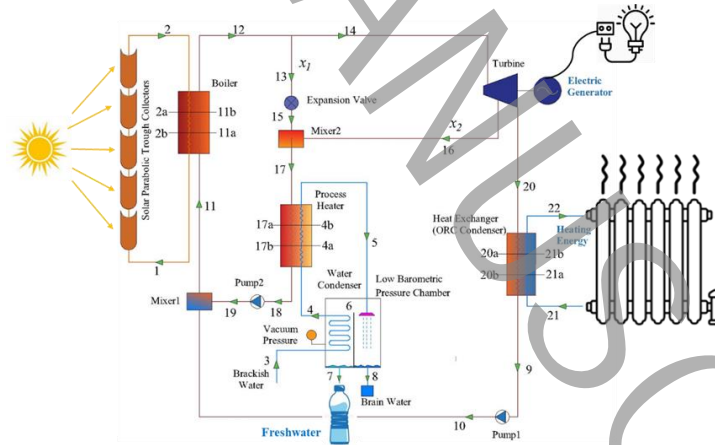 2
12
14
Solar Parabolic Trough Collectors
Boiler
2a
11b
2b
11a
x1
13
Expansion Valve
15
Mixer2
Turbine
Electric
Generator
x2
16
17
11
1
Process
Heater
17a
4b
17b
4a
5
20
Heat Exchanger
(ORC Condenser)
22
Heating
Energy
20a
21b
20b
21a
21
Mixer1
Pump2
19
18
Water
Condenser
4
6
Low Barometric
Pressure Chamber
Vacuum
Pressure
3
Brackish
Water
7
8
Brain Water
Freshwater
9
10
Pump1